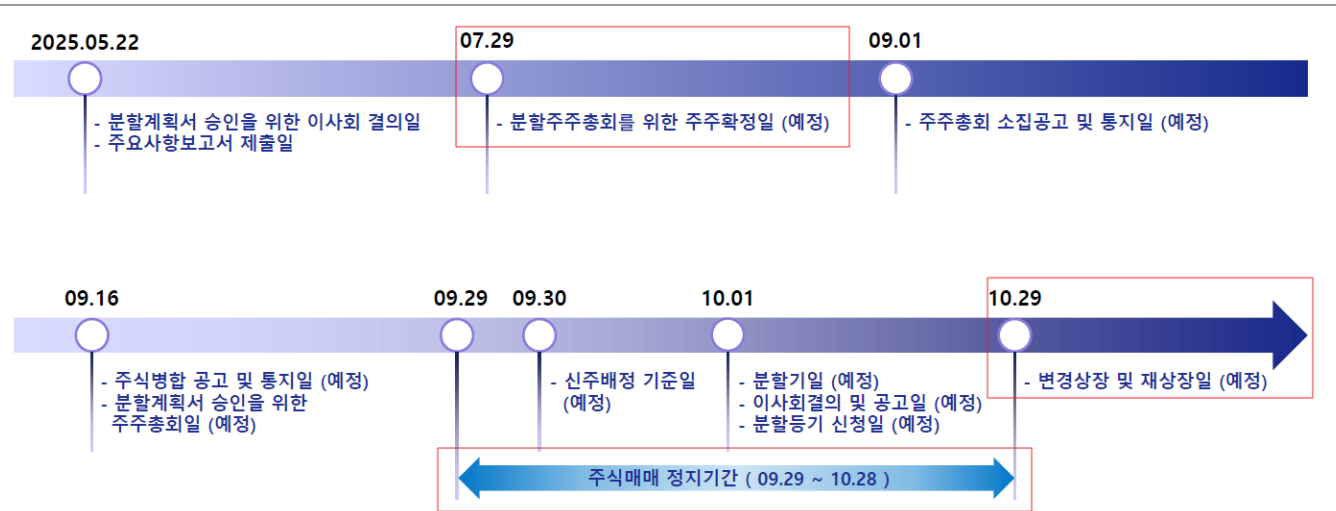 2025.05.22
07.29
09.01
- 분할계획서 승인을 위한 이사회 결의일
- 주요사항보고서 제출일
- 분할주주총회를 위한 주주확정일 (예정)
- 주주총회 소집공고 및 통지일 (예정)
09.16
09.29
09.30
10.01
10.29
- 주식병합 공고 및 통지일 (예정)
- 분할계획서 승인을 위한
주주총회일 (예정)
- 신주배정 기준일
(예정)
- 분할기일 (예정)
- 이사회결의 및 공고일 (예정)
- 분할등기 신청일 (예정)
- 변경상장 및 재상장일 (예정)
주식매매 정지기간 ( 09.29 ~ 10.28 )